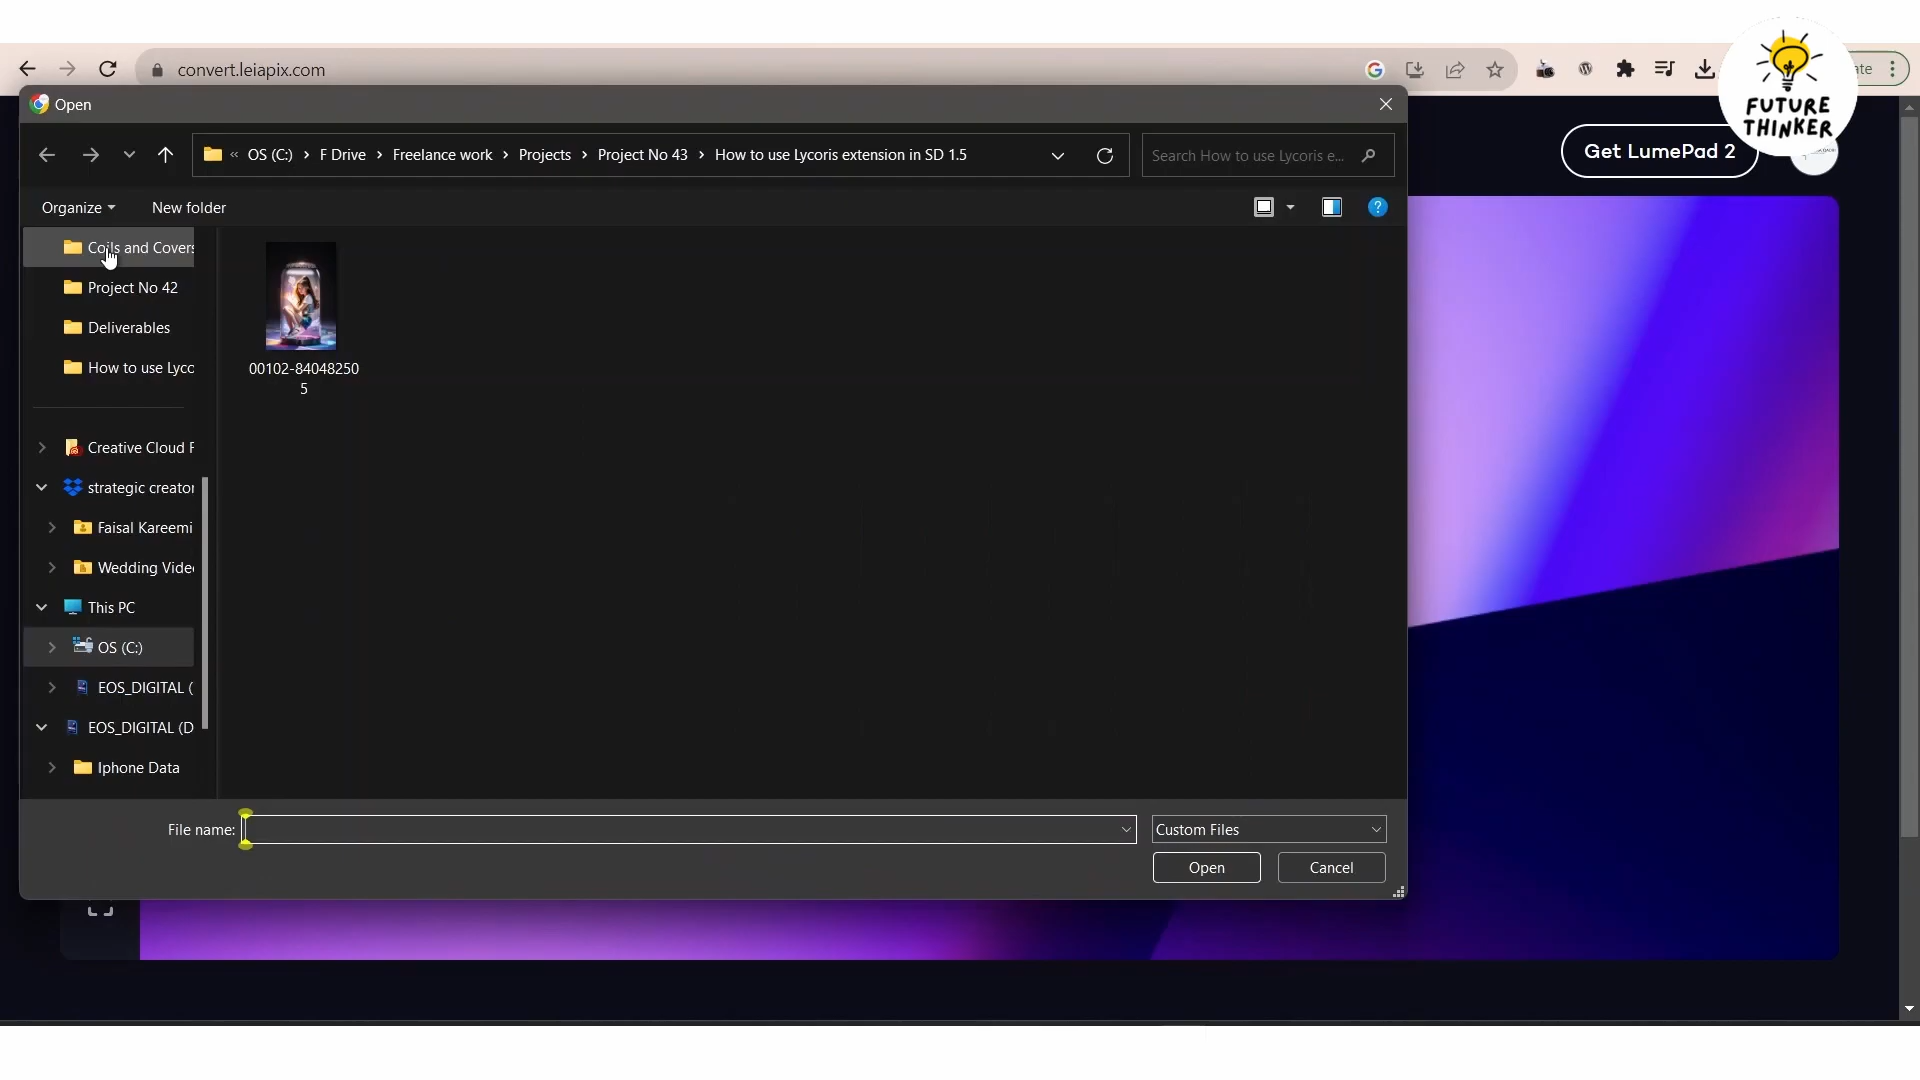 convert.leiapix.com
ate
FUTURE
THINKER
Open
OS (C:) › F Drive › Freelance work › Projects › Project No 43 › How to use Lycoris extension in SD 1.5
Search How to use Lycoris e...
Get LumePad 2
Organize
New folder
Coils and Covers
Project No 42
Deliverables
How to use Lyco
00102-84048250
5
Creative Cloud F
strategic creator
Faisal Kareemi
Wedding Vide
This PC
OS (C:)
EOS_DIGITAL (
EOS_DIGITAL (D
Iphone Data
File name:
Custom Files
Open
Cancel